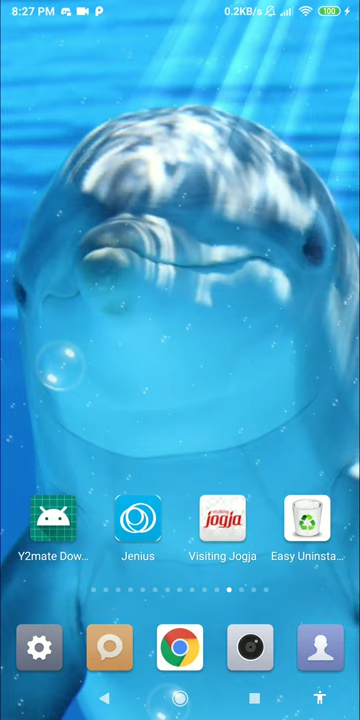 8:27 PM
0.2KB/s
100
jogja
Y2mate Dow...
Jenius
Visiting Jogja
Easy Uninsta...